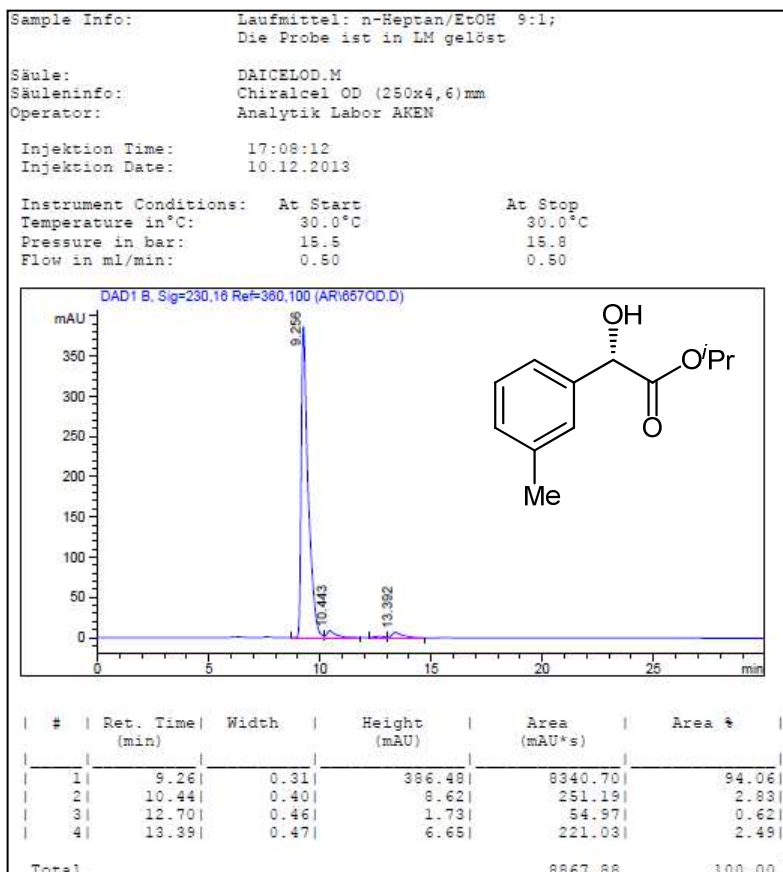 Sample Info: Laufmittel: n-Heptan/EtOH 9:1;
Die Probe ist in LM gelöst
Säule: DAICELOD.M
Säuleninfo: Chiralcel OD (250x4,6)mm
Operator: Analytik Labor AKEN
Injektion Time: 17:08:12
Injektion Date: 10.12.2013
Instrument Conditions: At Start At Stop
Temperature in°C: 30.0°C 30.0°C
Pressure in bar: 15.5 15.8
Flow in ml/min: 0.50 0.50
DAD1 B, Sig=230,16 Ref=360,100 (AR\657OD.D)
mAU
350
300
250
200
150
100
50
0
9.256
10.443
13.392
OH
OiPr
O
Me
0 5 10 15 20 25 min
| # | Ret. Time| Width | Height | Area | Area % |
(min) (mAU) (mAU*s)
| 1| 9.26| 0.31| 386.48| 8340.70| 94.06|
| 2| 10.44| 0.40| 8.62| 251.19| 2.83|
| 3| 12.70| 0.46| 1.73| 54.97| 0.62|
| 4| 13.39| 0.47| 6.65| 221.03| 2.49|
Total 8867.88 100.00